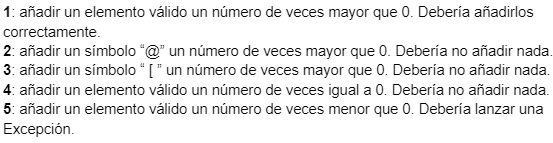 1: añadir un elemento válido un número de veces mayor que 0. Debería añadirlos
correctamente.
2: añadir un símbolo “@” un número de veces mayor que 0. Debería no añadir nada.
3: añadir un símbolo “ [ ” un número de veces mayor que 0. Debería no añadir nada.
4: añadir un elemento válido un número de veces igual a 0. Debería no añadir nada.
5: añadir un elemento válido un número de veces menor que 0. Debería lanzar una
Excepción.